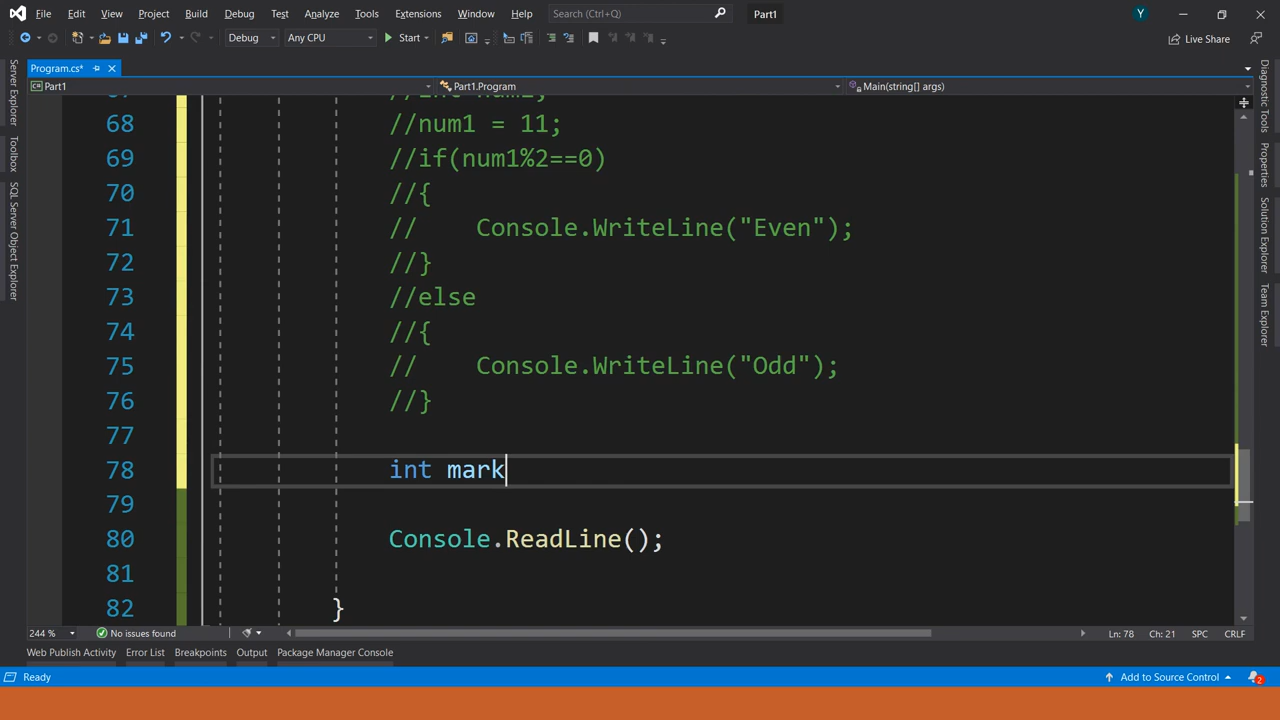 File Edit View Project Build Debug Test Analyze Tools Extensions Window Help Search (Ctrl+Q) Part1 Y
Debug Any CPU Start Live Share
Program.cs*
Part1 Part1.Program Main(string[] args)
68 //num1 = 11;
69 //if(num1%2==0)
70 //{
71 // Console.WriteLine("Even");
72 //}
73 //else
74 //{
75 // Console.WriteLine("Odd");
76 //}
77
78 int mark
79
80 Console.ReadLine();
81
82 }
244 % No issues found Ln: 78 Ch: 21 SPC CRLF
Web Publish Activity Error List Breakpoints Output Package Manager Console
Ready Add to Source Control 2
Server Explorer
Toolbox
SQL Server Object Explorer
Diagnostic Tools
Properties
Solution Explorer
Team Explorer